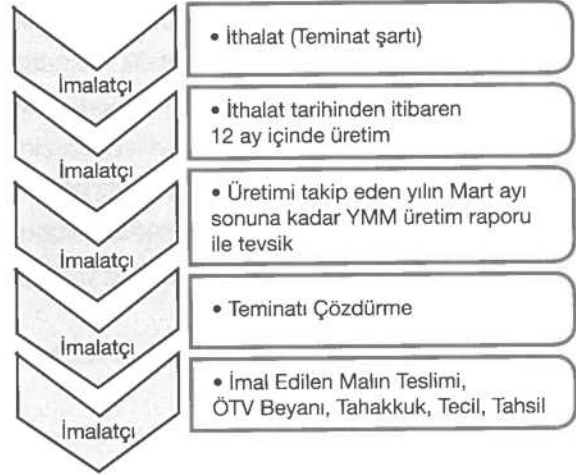 • İthalat (Teminat şartı)
İmalatçı
• İthalat tarihinden itibaren
12 ay içinde üretim
İmalatçı
• Üretimi takip eden yılın Mart ayı
sonuna kadar YMM üretim raporu
ile tevsik
İmalatçı
• Teminatı Çözdürme
İmalatçı
• İmal Edilen Malın Teslimi,
ÖTV Beyanı, Tahakkuk, Tecil, Tahsil
İmalatçı